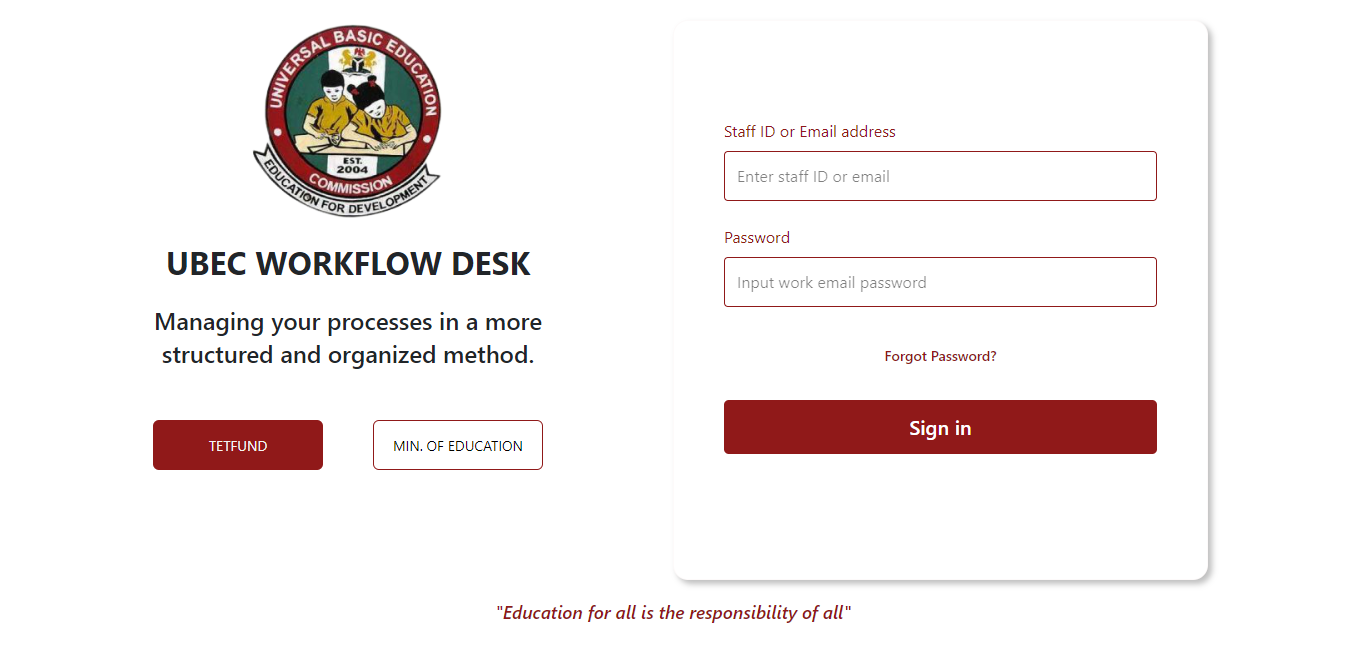 UNIVERSAL BASIC EDUCATION
EST.
2004
COMMISSION
EDUCATION FOR DEVELOPMENT
UBEC WORKFLOW DESK
Managing your processes in a more
structured and organized method.
TETFUND
MIN. OF EDUCATION
Staff ID or Email address
Enter staff ID or email
Password
Input work email password
Forgot Password?
Sign in
"Education for all is the responsibility of all"